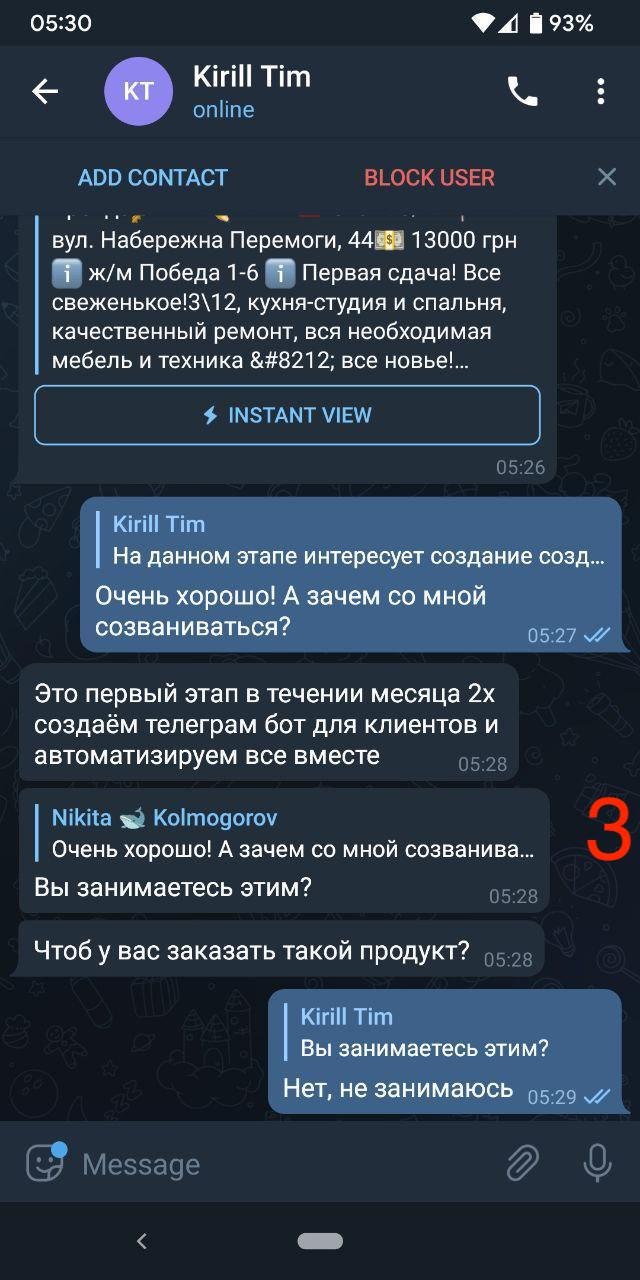 05:30
93%
KT
Kirill Tim
online
ADD CONTACT
BLOCK USER
вул. Набережна Перемоги, 44💵 13000 грн
ℹ️ ж/м Победа 1-6 ℹ️ Первая сдача! Все
свеженькое!3\12, кухня-студия и спальня,
качественный ремонт, вся необходимая
мебель и техника &#8212; все новье!...
INSTANT VIEW
05:26
Kirill Tim
На данном этапе интересует создание созд...
Очень хорошо! А зачем со мной
созваниваться?
05:27
Это первый этап в течении месяца 2х
создаём телеграм бот для клиентов и
автоматизируем все вместе
05:28
Nikita 🐋 Kolmogorov
Очень хорошо! А зачем со мной созванива...
Вы занимаетесь этим?
05:28
3
Чтоб у вас заказать такой продукт?
05:28
Kirill Tim
Вы занимаетесь этим?
Нет, не занимаюсь
05:29
Message